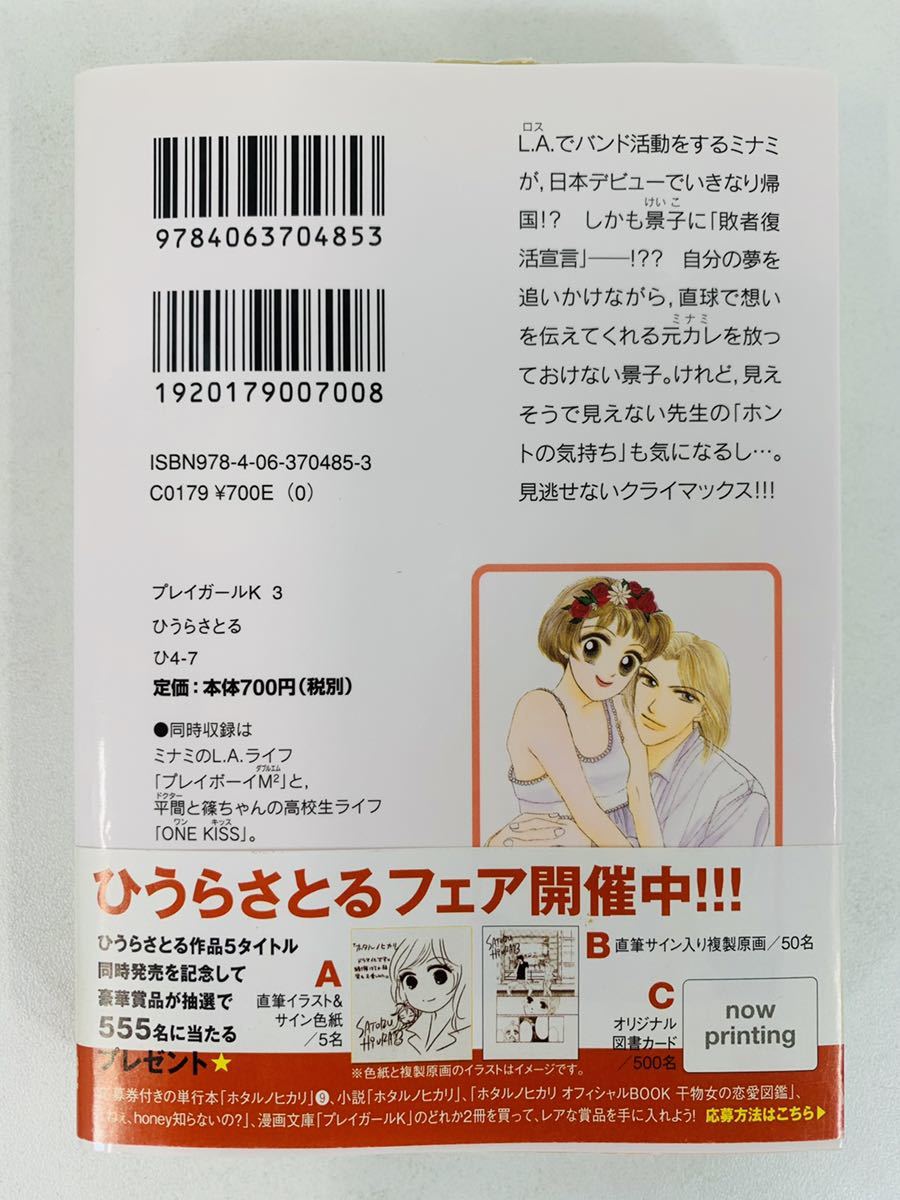 9784063704853
1920179007008
ISBN978-4-06-370485-3
C0179 ¥700E (0)
ロス
L.A.でバンド活動をするミナミ
が,日本デビューでいきなり帰
けいこ
国!? しかも景子に「敗者復
活宣言」――!?? 自分の夢を
追いかけながら,直球で想い
ミナミ
を伝えてくれる元カレを放っ
ておけない景子。けれど,見え
そうで見えない先生の「ホン
トの気持ち」も気になるし…。
見逃せないクライマックス!!!
プレイガールK 3
ひうらさとる
ひ4-7
定価:本体700円(税別)
●同時収録は
ミナミのL.A.ライフ
ダブルエム
「プレイボーイM²」と,
ドクター
平間と篠ちゃんの高校生ライフ
ワン キッス
「ONE KISS」。
ひうらさとるフェア開催中!!!
ひうらさとる作品5タイトル
同時発売を記念して
豪華賞品が抽選で
555名に当たる
プレゼント★
A
直筆イラスト&
サイン色紙
/5名
『ホタルノヒカリ
SATORU
HIURA
SATORU
HIURA
B 直筆サイン入り複製原画/50名
C
オリジナル
図書カード
/500名
now
printing
※色紙と複製原画のイラストはイメージです。
募券付きの単行本「ホタルノヒカリ」⑨、小説「ホタルノヒカリ」、「ホタルノヒカリ オフィシャルBOOK 干物女の恋愛図鑑」、
ねぇ、honey知らないの?」、漫画文庫「プレイガールK」のどれか2冊を買って、レアな賞品を手に入れよう! 応募方法はこちら▶